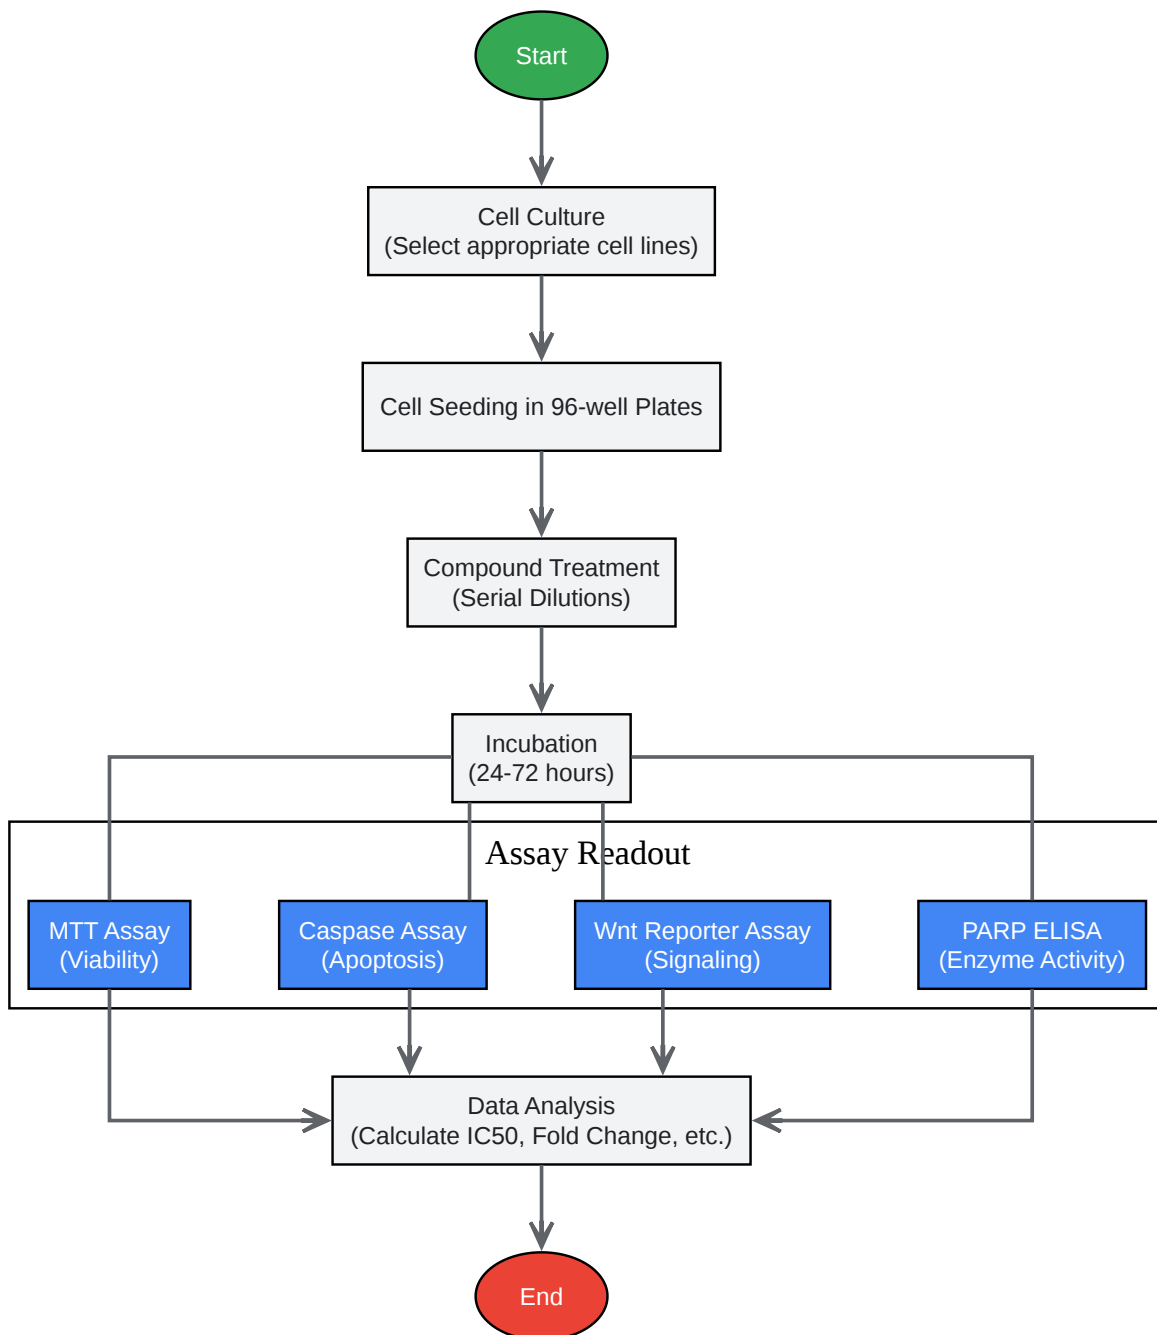 Start
Cell Culture
(Select appropriate cell lines)
Cell Seeding in 96-well Plates
Compound Treatment
(Serial Dilutions)
Incubation
(24-72 hours)
Assay Readout
MTT Assay
(Viability)
Caspase Assay
(Apoptosis)
Wnt Reporter Assay
(Signaling)
PARP ELISA
(Enzyme Activity)
Data Analysis
(Calculate IC50, Fold Change, etc.)
End